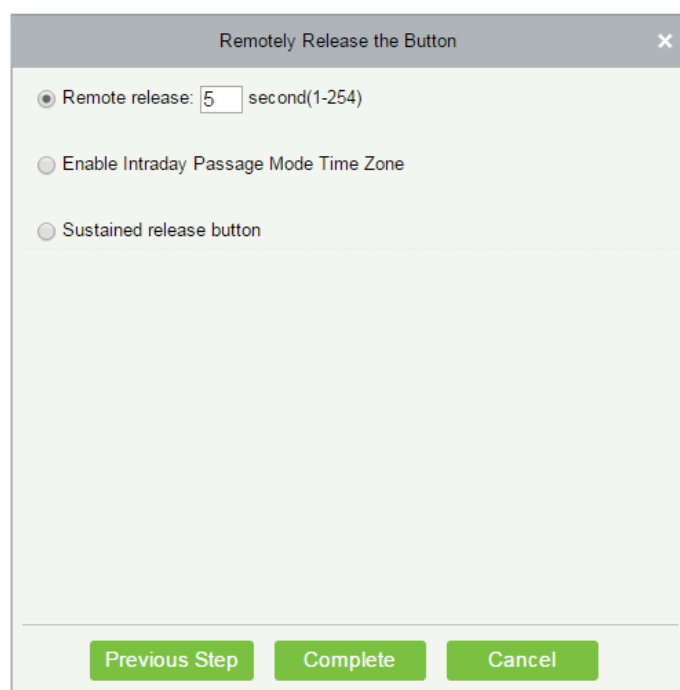 Remotely Release the Button
Remote release: 5 second(1-254)
Enable Intraday Passage Mode Time Zone
Sustained release button
Previous Step Complete Cancel